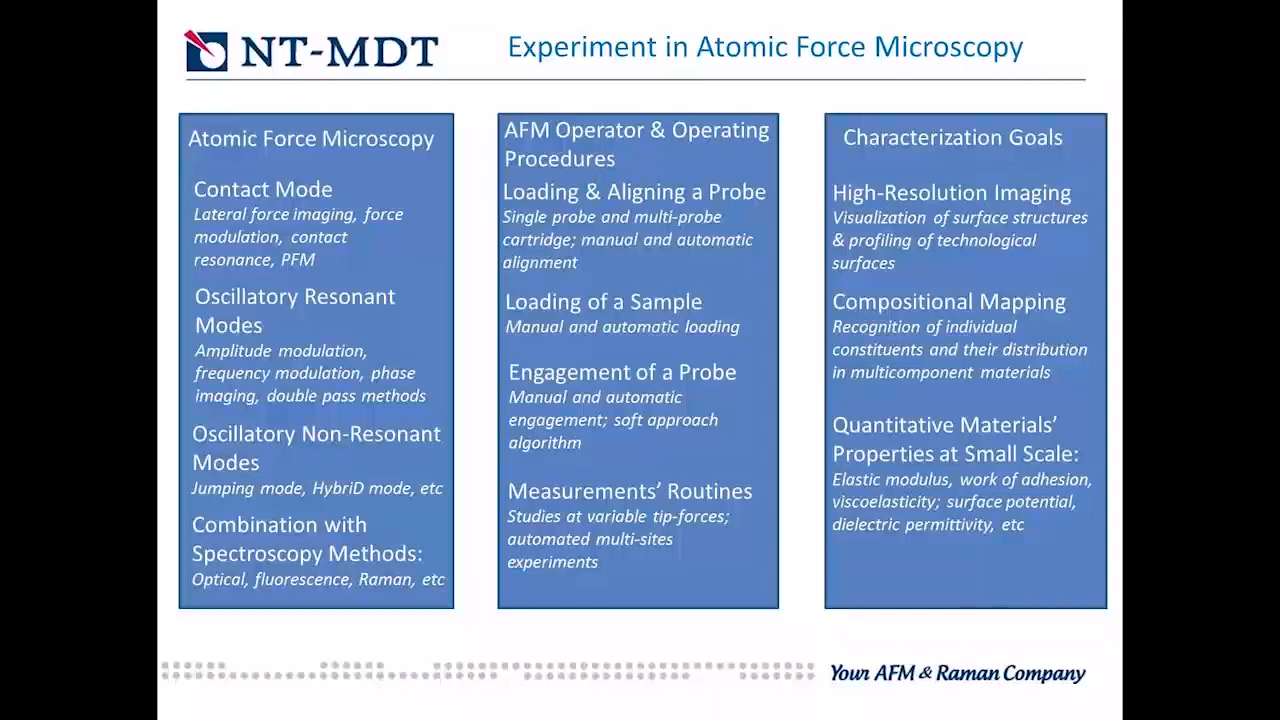 NT-MDT
Experiment in Atomic Force Microscopy
Atomic Force Microscopy
Contact Mode
Lateral force imaging, force
modulation, contact
resonance, PFM
Oscillatory Resonant
Modes
Amplitude modulation,
frequency modulation, phase
imaging, double pass methods
Oscillatory Non-Resonant
Modes
Jumping mode, HybriD mode, etc
Combination with
Spectroscopy Methods:
Optical, fluorescence, Raman, etc
AFM Operator & Operating
Procedures
Loading & Aligning a Probe
Single probe and multi-probe
cartridge; manual and automatic
alignment
Loading of a Sample
Manual and automatic loading
Engagement of a Probe
Manual and automatic
engagement; soft approach
algorithm
Measurements’ Routines
Studies at variable tip-forces;
automated multi-sites
experiments
Characterization Goals
High-Resolution Imaging
Visualization of surface structures
& profiling of technological
surfaces
Compositional Mapping
Recognition of individual
constituents and their distribution
in multicomponent materials
Quantitative Materials’
Properties at Small Scale:
Elastic modulus, work of adhesion,
viscoelasticity; surface potential,
dielectric permittivity, etc
Your AFM & Raman Company